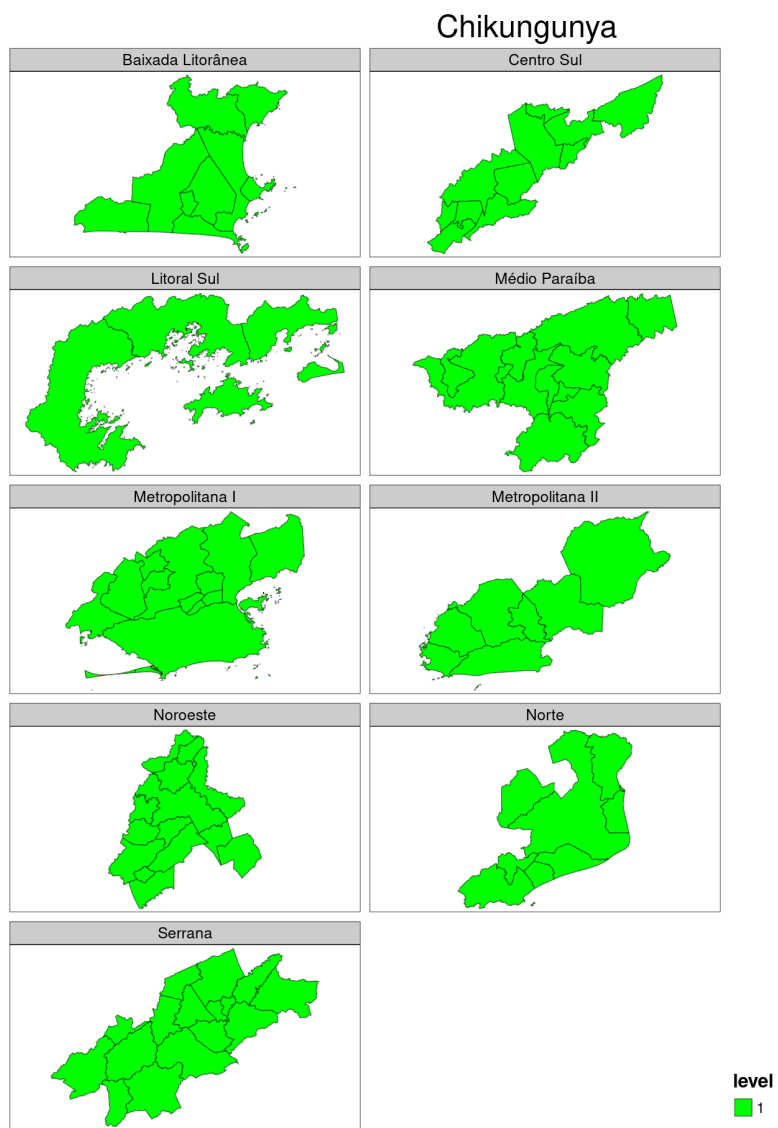 Chikungunya
Baixada Litorânea
Centro Sul
Litoral Sul
Médio Paraíba
Metropolitana I
Metropolitana II
Noroeste
Norte
Serrana
level
1